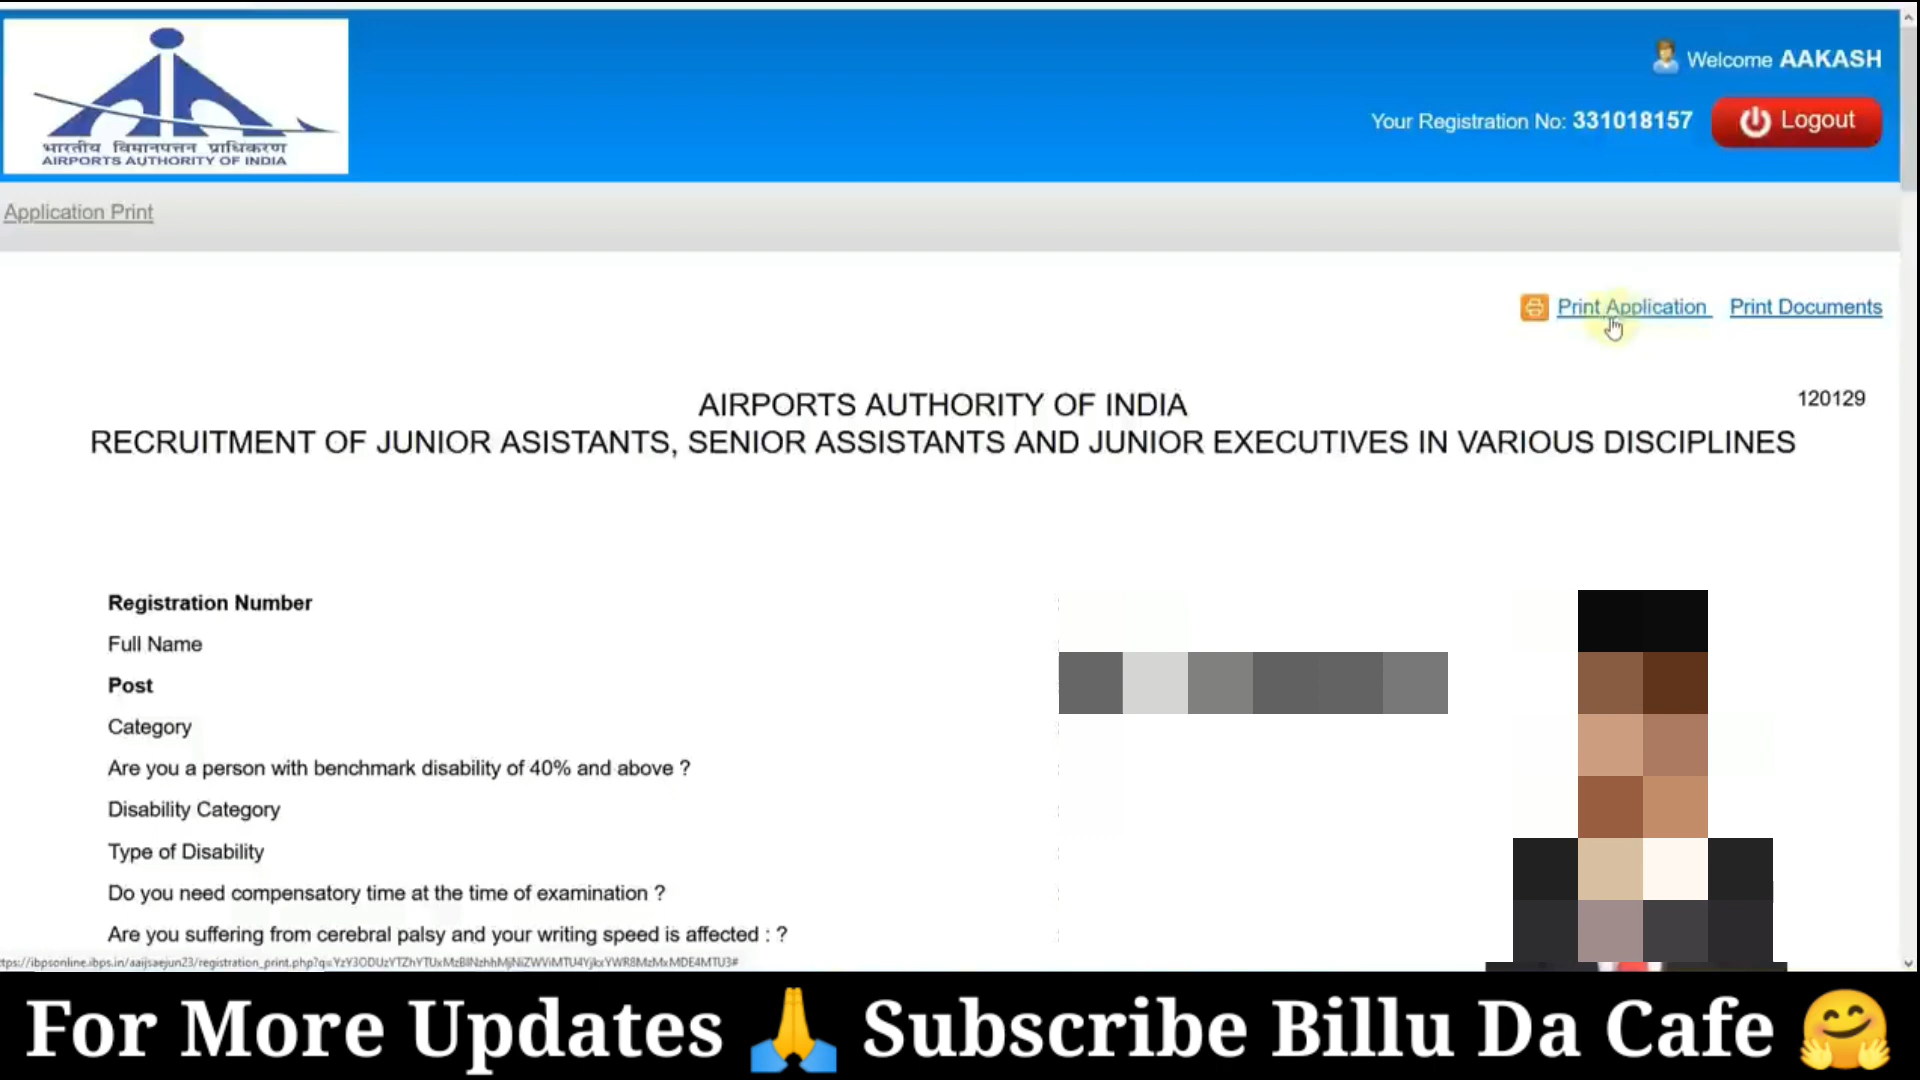 भारतीय विमानपत्तन प्राधिकरण
AIRPORTS AUTHORITY OF INDIA
Welcome AAKASH
Your Registration No: 331018157
Logout
Application Print
Print Application Print Documents
120129
AIRPORTS AUTHORITY OF INDIA
RECRUITMENT OF JUNIOR ASISTANTS, SENIOR ASSISTANTS AND JUNIOR EXECUTIVES IN VARIOUS DISCIPLINES
Registration Number :
Full Name
Post
Category :
Are you a person with benchmark disability of 40% and above ? :
Disability Category :
Type of Disability :
Do you need compensatory time at the time of examination ? :
Are you suffering from cerebral palsy and your writing speed is affected : ? :
For More Updates 🙏 Subscribe Billu Da Cafe 🤗